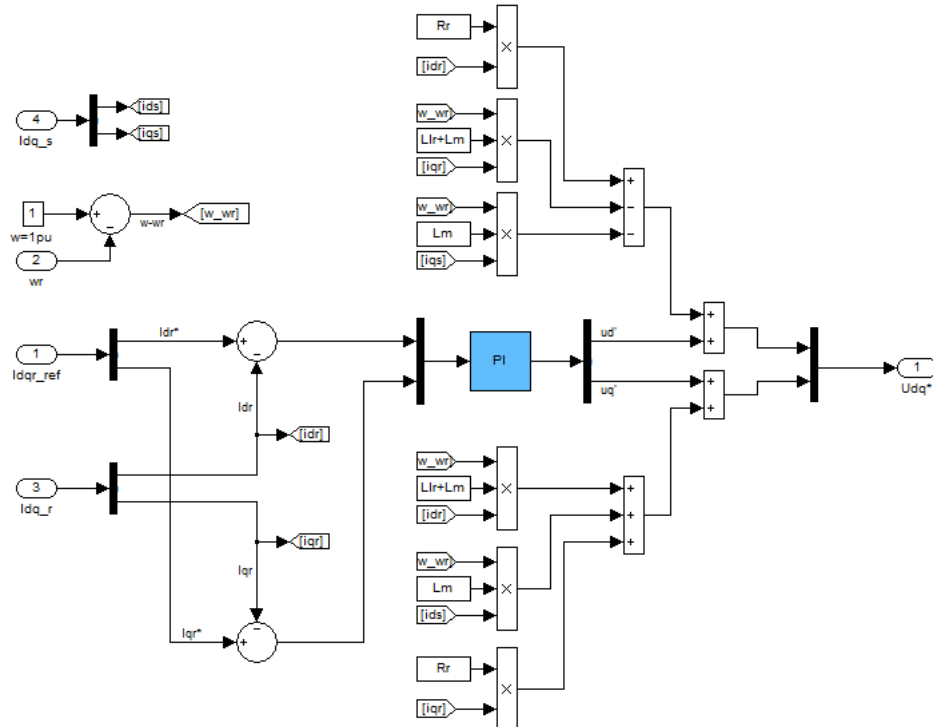 Rr
[idr]
w_wr]
Llr+Lm
[iqr]
w_wr]
Lm
[iqs]
4
Idq_s
[ids]
[iqs]
1
w=1pu
w-wr
[w_wr]
2
wr
+
−
×
×
×
+
−
−
1
Idqr_ref
Idr*
+
−
Idr
[idr]
3
Idq_r
[iqr]
Iqr
Iqr*
−
+
PI
ud'
uq'
+
+
+
+
1
Udq*
w_wr]
Llr+Lm
[idr]
×
w_wr]
Lm
[ids]
×
Rr
[iqr]
×
+
+
+